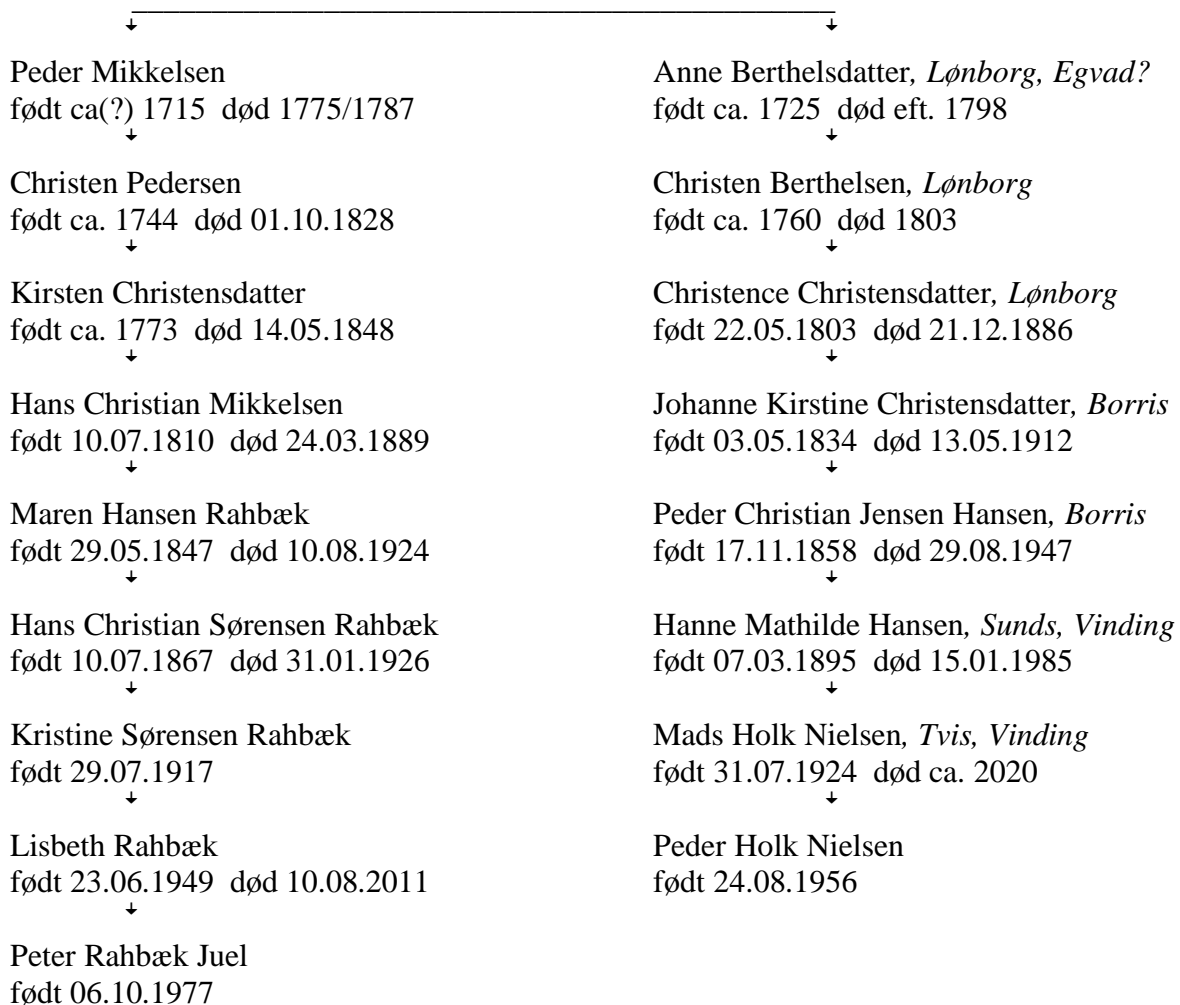 Peder Mikkelsen
født ca(?) 1715 død 1775/1787
Christen Pedersen
født ca. 1744 død 01.10.1828
Kirsten Christensdatter
født ca. 1773 død 14.05.1848
Hans Christian Mikkelsen
født 10.07.1810 død 24.03.1889
Maren Hansen Rahbæk
født 29.05.1847 død 10.08.1924
Hans Christian Sørensen Rahbæk
født 10.07.1867 død 31.01.1926
Kristine Sørensen Rahbæk
født 29.07.1917
Lisbeth Rahbæk
født 23.06.1949 død 10.08.2011
Peter Rahbæk Juel
født 06.10.1977
Anne Berthelsdatter, Lønborg, Egvad?
født ca. 1725 død eft. 1798
Christen Berthelsen, Lønborg
født ca. 1760 død 1803
Christence Christensdatter, Lønborg
født 22.05.1803 død 21.12.1886
Johanne Kirstine Christensdatter, Borris
født 03.05.1834 død 13.05.1912
Peder Christian Jensen Hansen, Borris
født 17.11.1858 død 29.08.1947
Hanne Mathilde Hansen, Sunds, Vinding
født 07.03.1895 død 15.01.1985
Mads Holk Nielsen, Tvis, Vinding
født 31.07.1924 død ca. 2020
Peder Holk Nielsen
født 24.08.1956